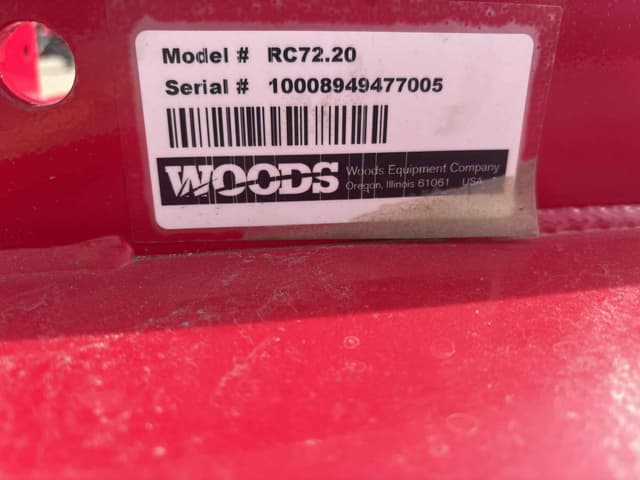 Model # RC72.20
Serial # 10008949477005
WOODS
Woods Equipment Company
Oregon, Illinois 61061 USA